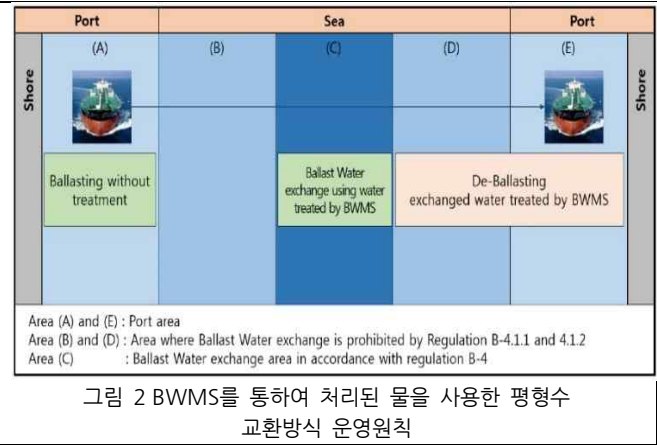 Port Sea Port
(A) (B) (C) (D) (E)
Shore
Shore
Ballasting without
treatment
Ballast Water
exchange using water
treated by BWMS
De-Ballasting
exchanged water treated by BWMS
Area (A) and (E) : Port area
Area (B) and (D) : Area where Ballast Water exchange is prohibited by Regulation B-4.1.1 and 4.1.2
Area (C) : Ballast Water exchange area in accordance with regulation B-4
그림 2 BWMS를 통하여 처리된 물을 사용한 평형수
교환방식 운영원칙